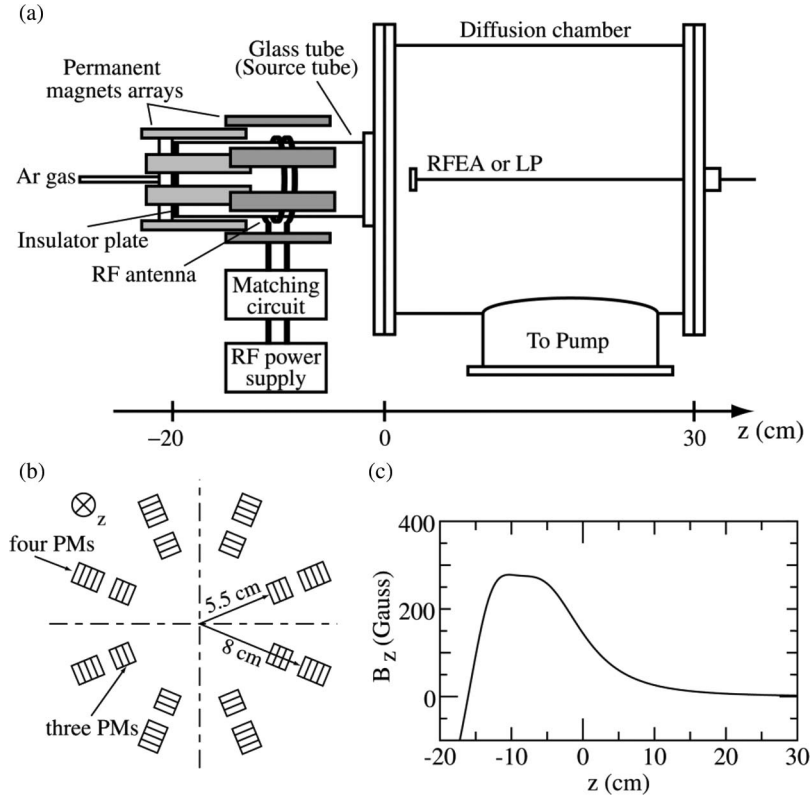 (a)
Permanent
magnets arrays
Glass tube
(Source tube)
Diffusion chamber
Ar gas
RFEA or LP
Insulator plate
RF antenna
Matching
circuit
RF power
supply
To Pump
−20
0
30
z (cm)
(b)
z
four PMs
5.5 cm
8 cm
three PMs
(c)
400
200
0
B z (Gauss)
-20
-10
0
10
20
30
z (cm)